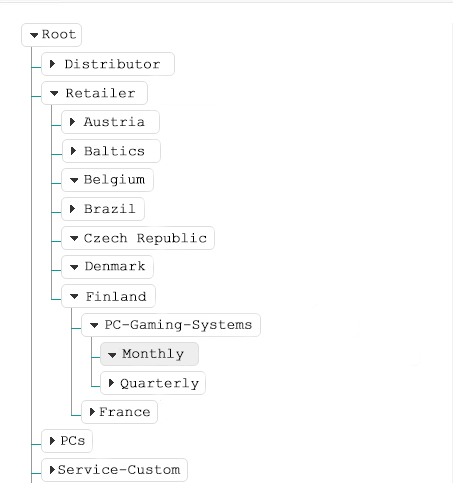 Root
Distributor
Retailer
Austria
Baltics
Belgium
Brazil
Czech Republic
Denmark
Finland
PC-Gaming-Systems
Monthly
Quarterly
France
PCs
Service-Custom